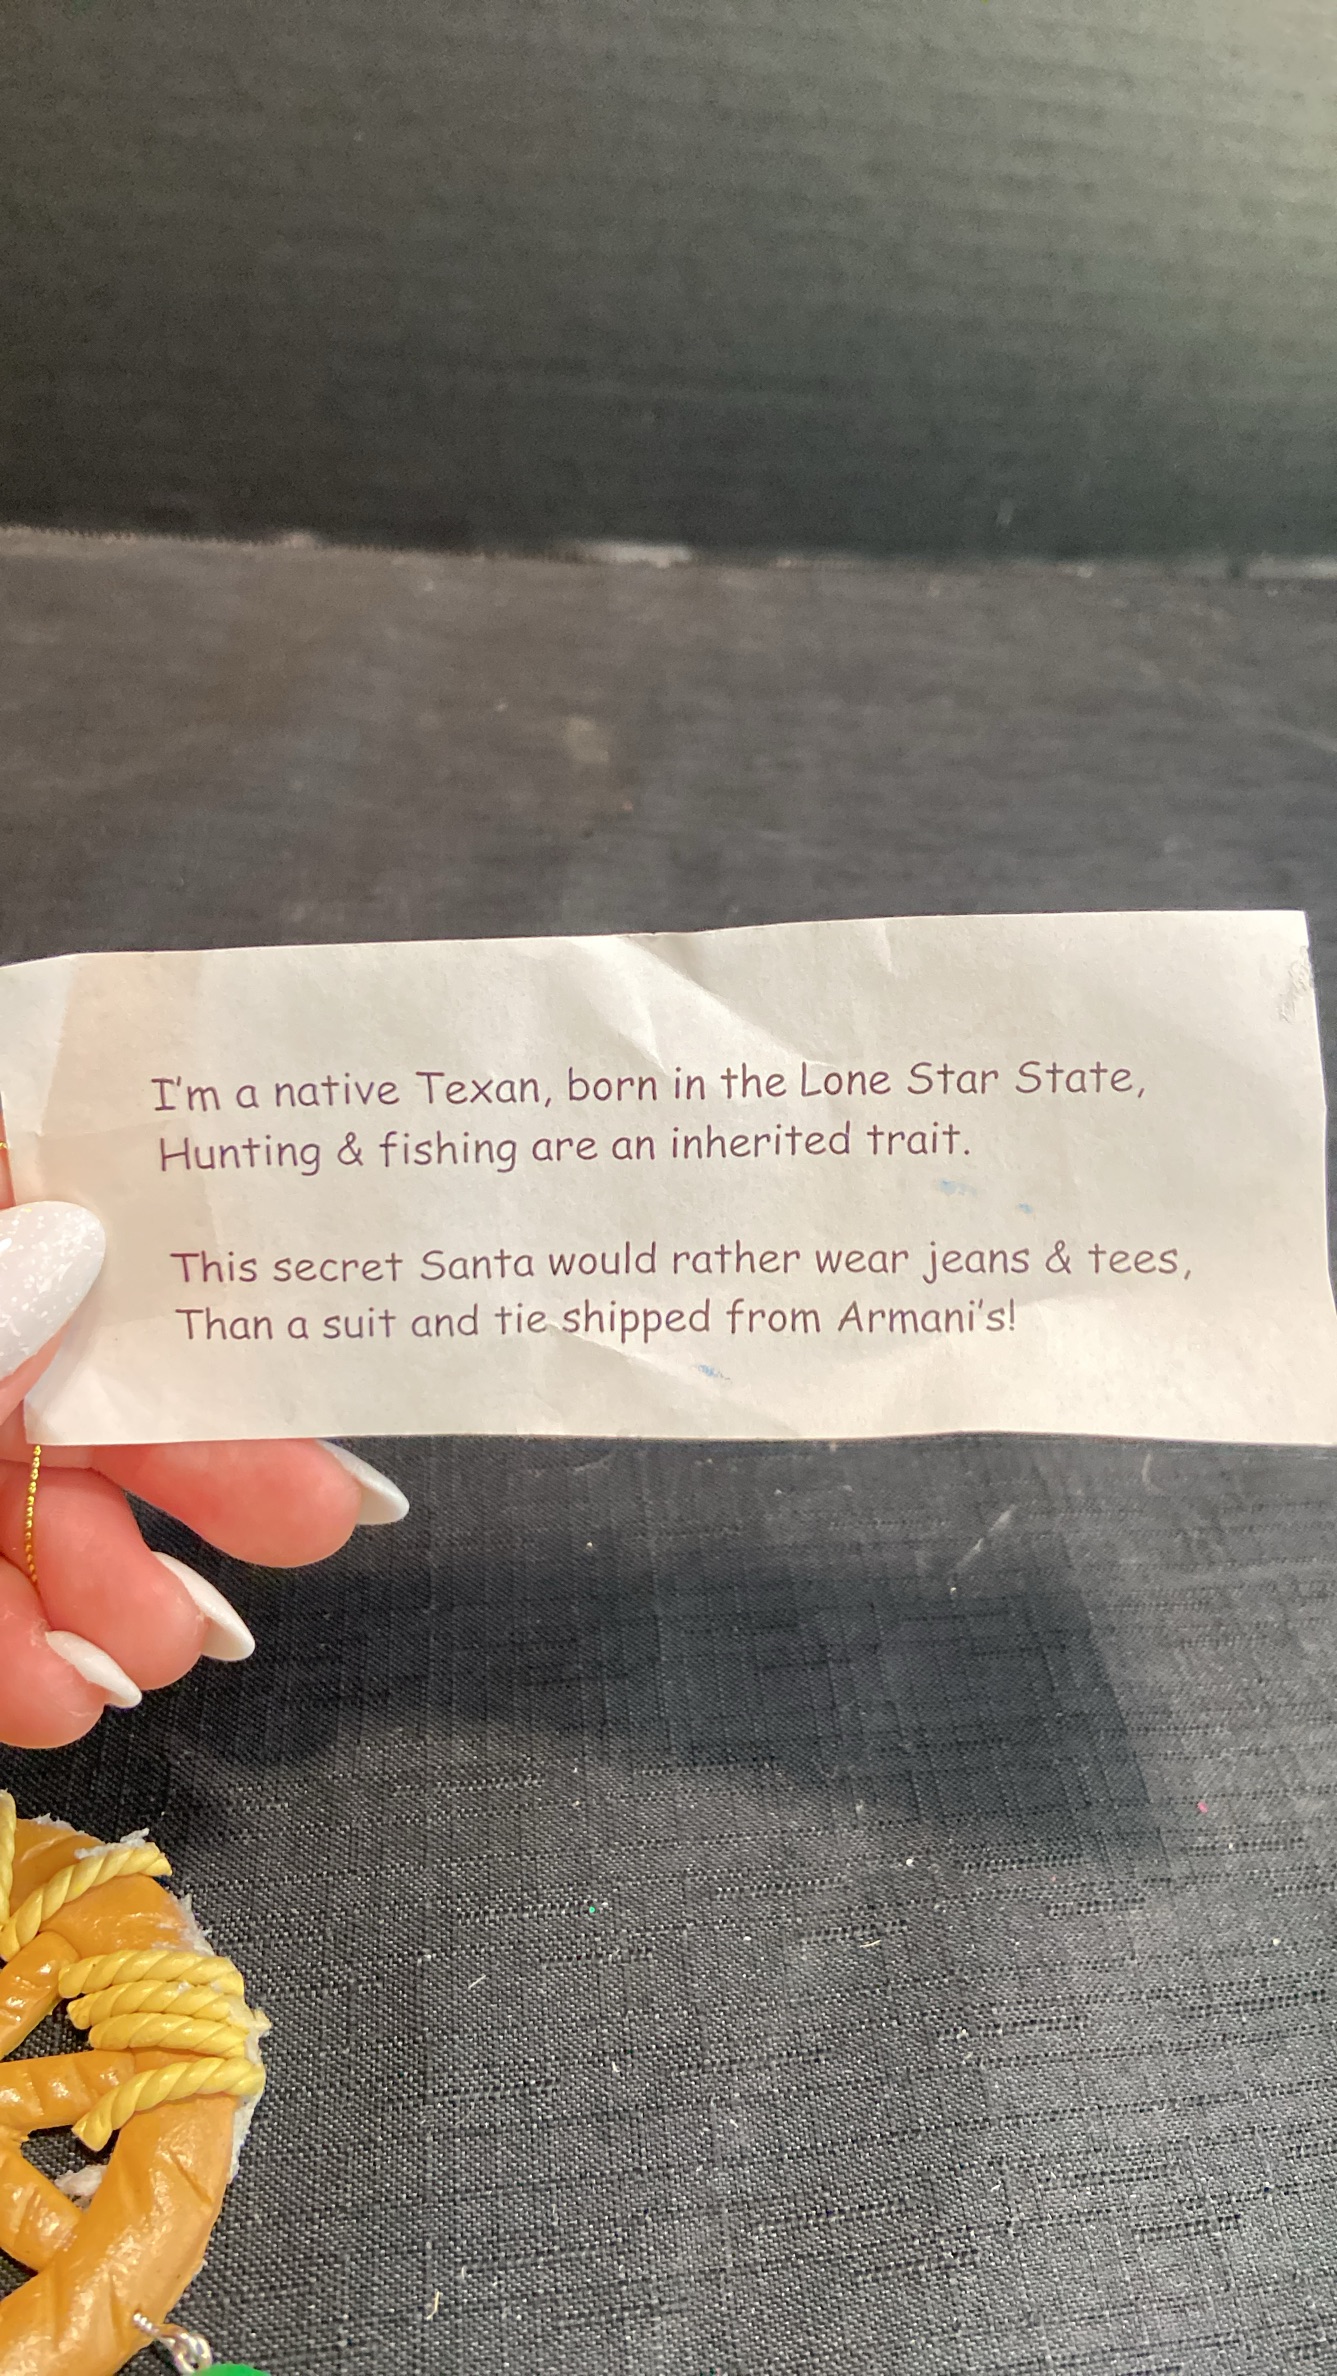 I'm a native Texan, born in the Lone Star State,
Hunting & fishing are an inherited trait.
This secret Santa would rather wear jeans & tees,
Than a suit and tie shipped from Armani's!